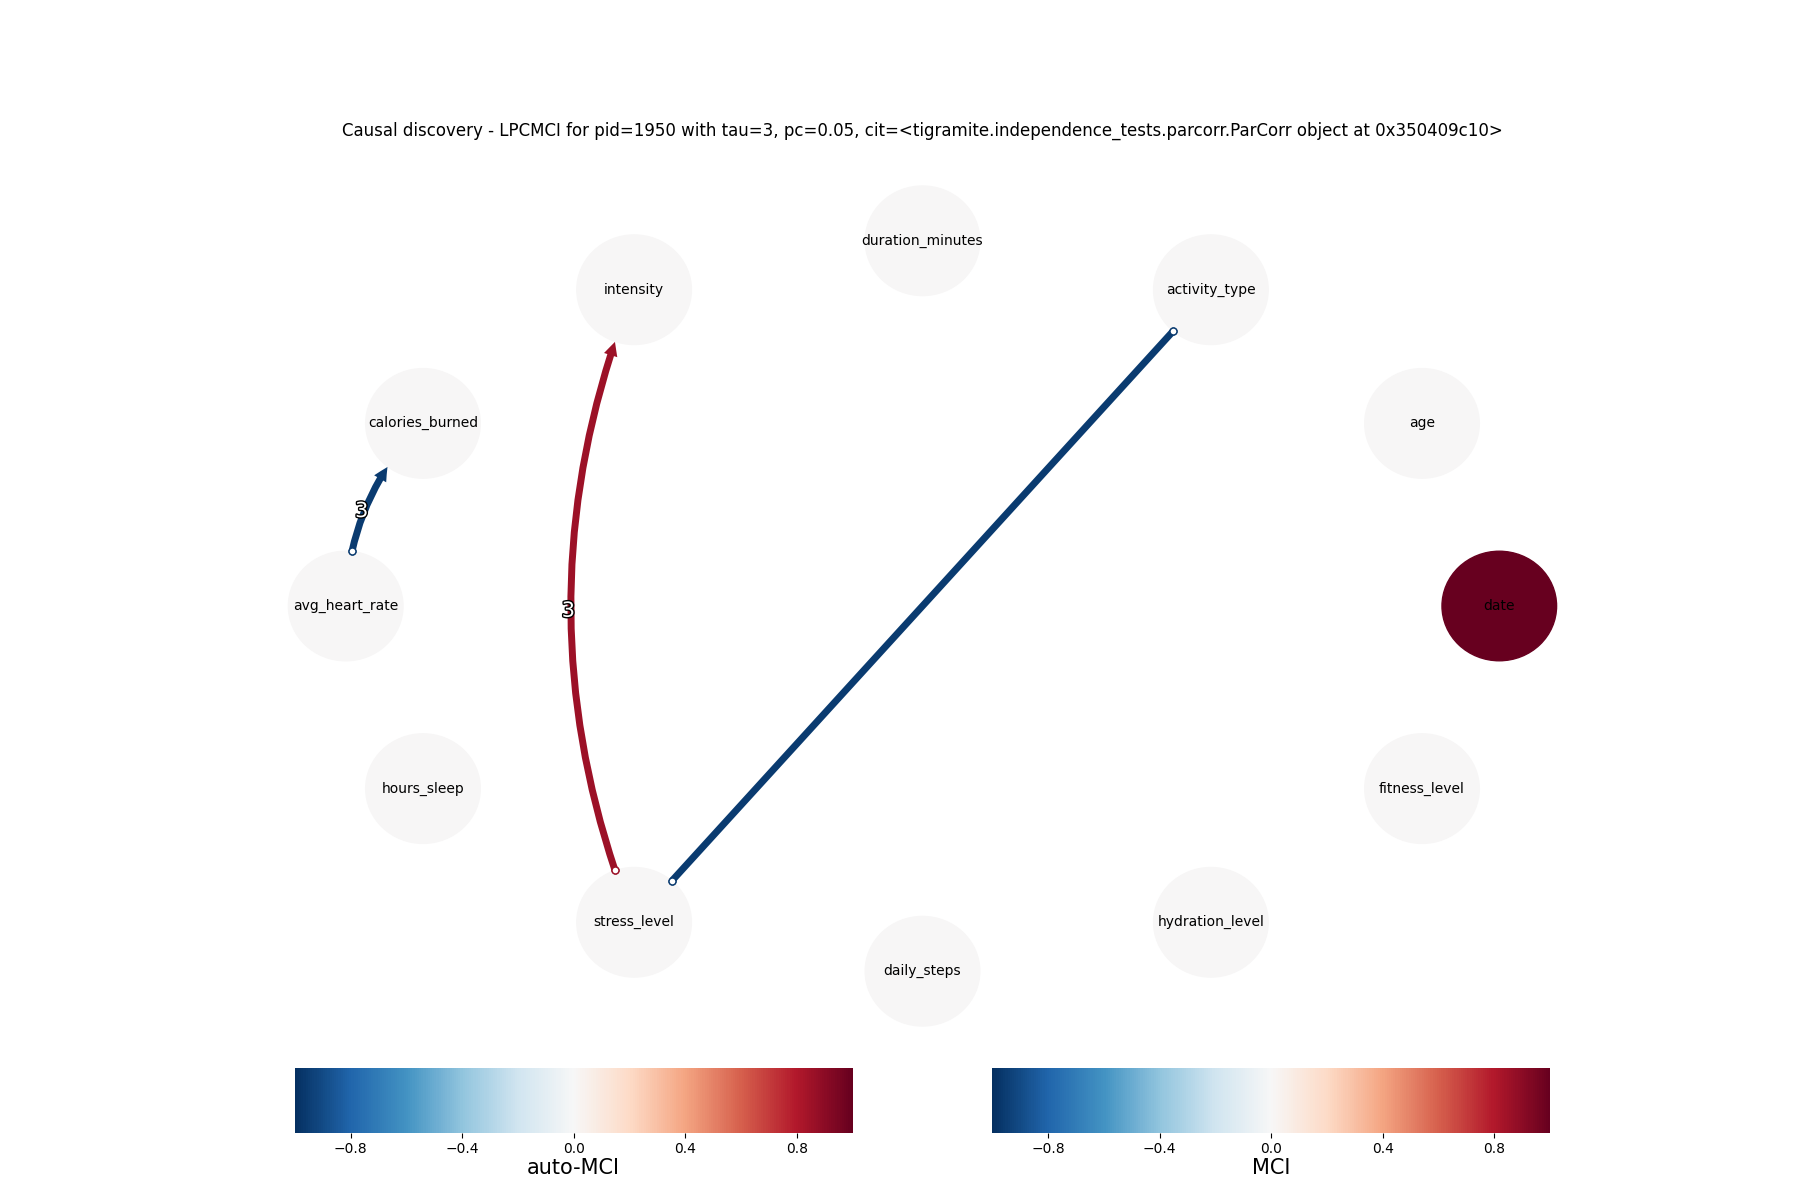 Causal discovery - LPCMCI for pid=1950 with tau=3, pc=0.05, cit=<tigramite.independence_tests.parcorr.ParCorr object at 0x350409c10>
duration_minutes
intensity
activity_type
calories_burned
age
3
avg_heart_rate
3
date
hours_sleep
fitness_level
stress_level
hydration_level
daily_steps
−0.8 −0.4 0.0 0.4 0.8
auto-MCI
−0.8 −0.4 0.0 0.4 0.8
MCI